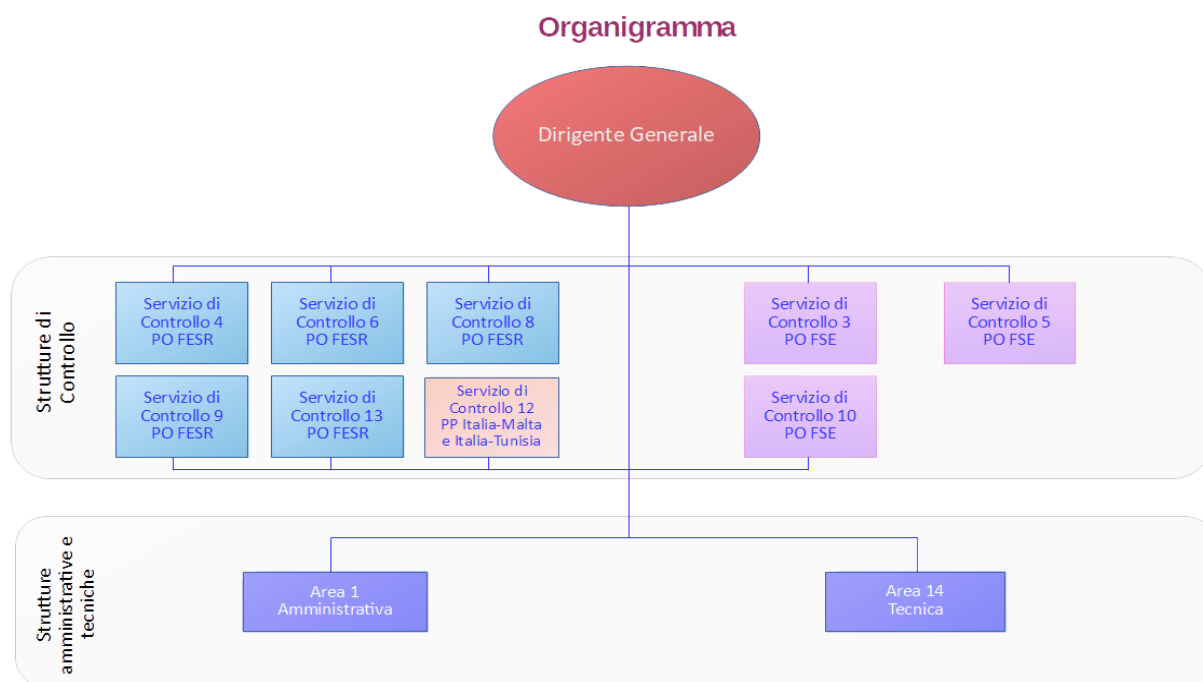 Organigramma
Dirigente Generale
Strutture di
Controllo
Servizio di
Controllo 4
PO FESR
Servizio di
Controllo 6
PO FESR
Servizio di
Controllo 8
PO FESR
Servizio di
Controllo 3
PO FSE
Servizio di
Controllo 5
PO FSE
Servizio di
Controllo 9
PO FESR
Servizio di
Controllo 13
PO FESR
Servizio di
Controllo 12
PP Italia-Malta
e Italia-Tunisia
Servizio di
Controllo 10
PO FSE
Strutture
amministrative e
tecniche
Area 1
Amministrativa
Area 14
Tecnica